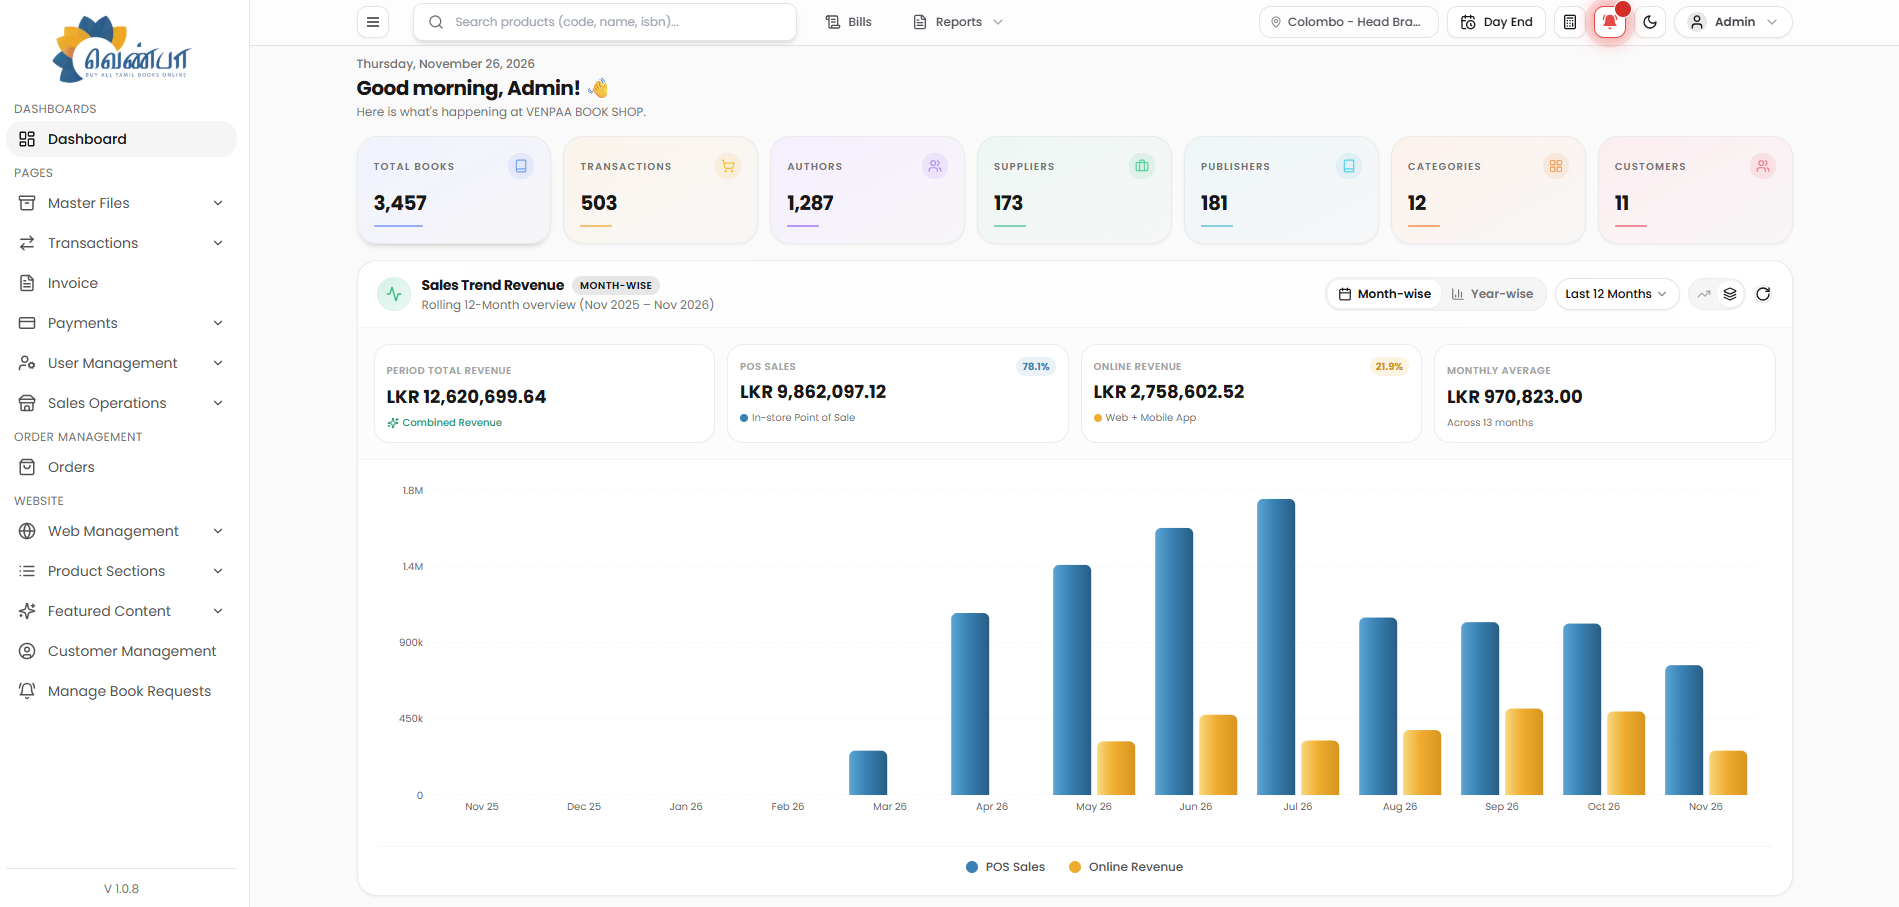 வெண்பா
BUY ALL TAMIL BOOKS ONLINE
DASHBOARDS
Dashboard
PAGES
Master Files
Transactions
Invoice
Payments
User Management
Sales Operations
ORDER MANAGEMENT
Orders
WEBSITE
Web Management
Product Sections
Featured Content
Customer Management
Manage Book Requests
V 1.0.8
Search products (code, name, isbn)...
Bills
Reports
Colombo - Head Bra...
Day End
Admin
Thursday, November 26, 2026
Good morning, Admin! 👋
Here is what's happening at VENPAA BOOK SHOP.
TOTAL BOOKS
3,457
TRANSACTIONS
503
AUTHORS
1,287
SUPPLIERS
173
PUBLISHERS
181
CATEGORIES
12
CUSTOMERS
11
Sales Trend Revenue MONTH-WISE
Rolling 12-Month overview (Nov 2025 – Nov 2026)
Month-wise
Year-wise
Last 12 Months
PERIOD TOTAL REVENUE
LKR 12,620,699.64
Combined Revenue
POS SALES 78.1%
LKR 9,862,097.12
In-store Point of Sale
ONLINE REVENUE 21.9%
LKR 2,758,602.52
Web + Mobile App
MONTHLY AVERAGE
LKR 970,823.00
Across 13 months
1.8M
1.4M
900k
450k
0
Nov 25 Dec 25 Jan 26 Feb 26 Mar 26 Apr 26 May 26 Jun 26 Jul 26 Aug 26 Sep 26 Oct 26 Nov 26
POS Sales Online Revenue